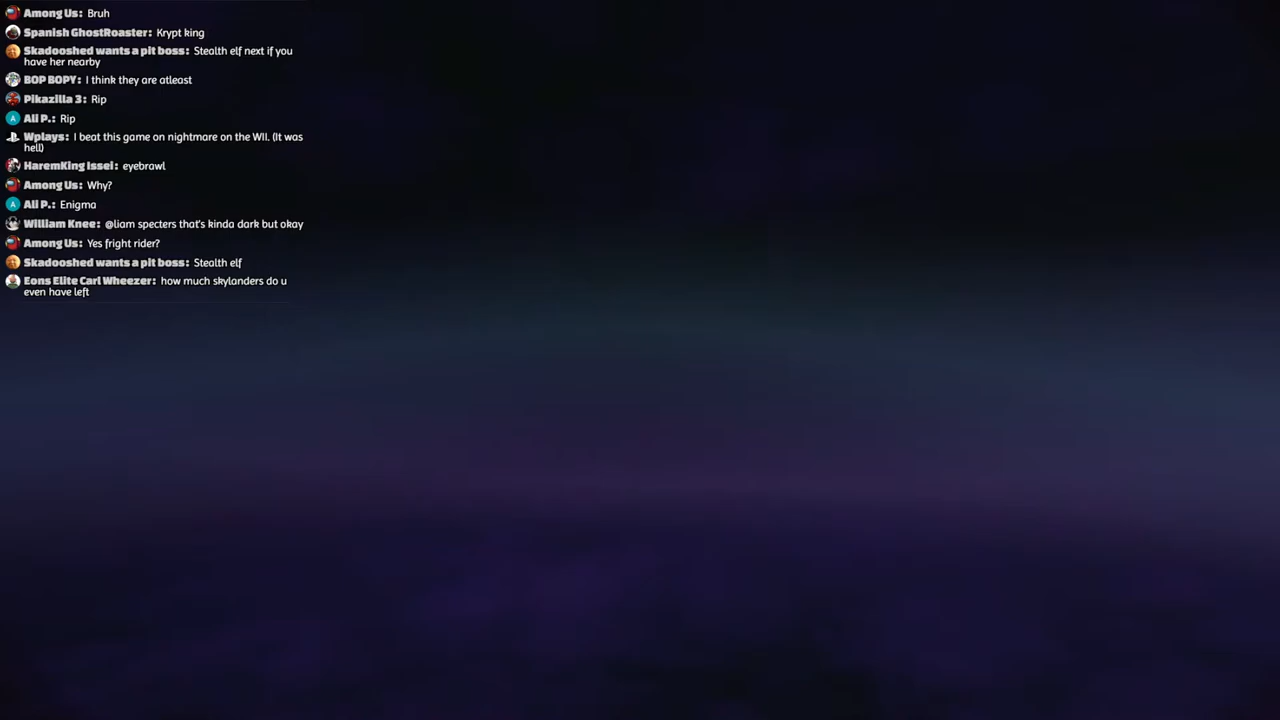 Among Us: Bruh
Spanish GhostRoaster: Krypt king
Skadooshed wants a pit boss: Stealth elf next if you
have her nearby
BOP BOPY: I think they are atleast
Pikazilla 3: Rip
A Ali P.: Rip
Wplays: I beat this game on nightmare on the WII. (It was
hell)
HaremKing Issei: eyebrawl
Among Us: Why?
A Ali P.: Enigma
William Knee: @liam specters that's kinda dark but okay
Among Us: Yes fright rider?
Skadooshed wants a pit boss: Stealth elf
Eons Elite Carl Wheezer: how much skylanders do u
even have left